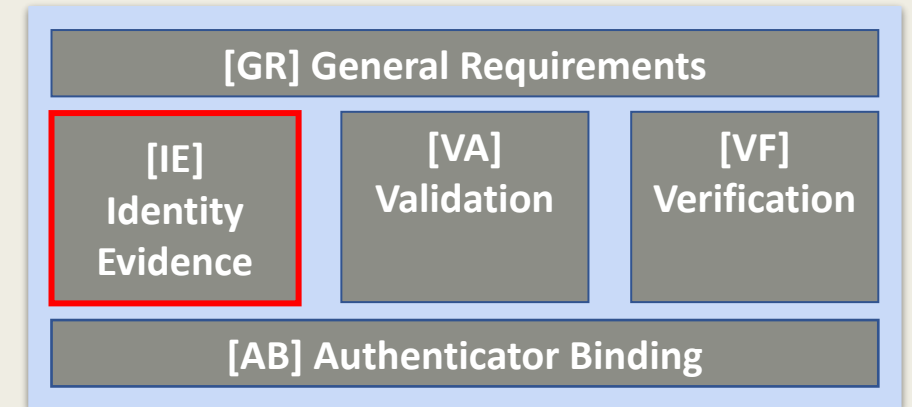 [GR] General Requirements
[IE]
Identity
Evidence
[VA]
Validation
[VF]
Verification
[AB] Authenticator Binding